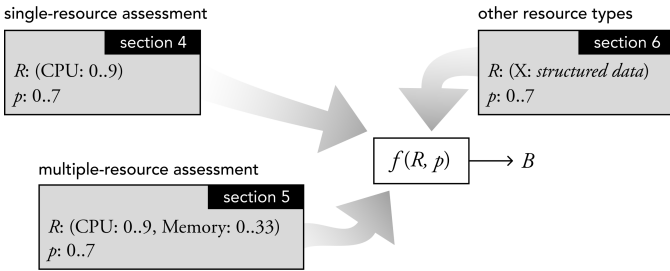 single-resource assessment
section 4
R: (CPU: 0..9)
p: 0..7
other resource types
section 6
R: (X: structured data)
p: 0..7
f(R, p)
B
multiple-resource assessment
section 5
R: (CPU: 0..9, Memory: 0..33)
p: 0..7